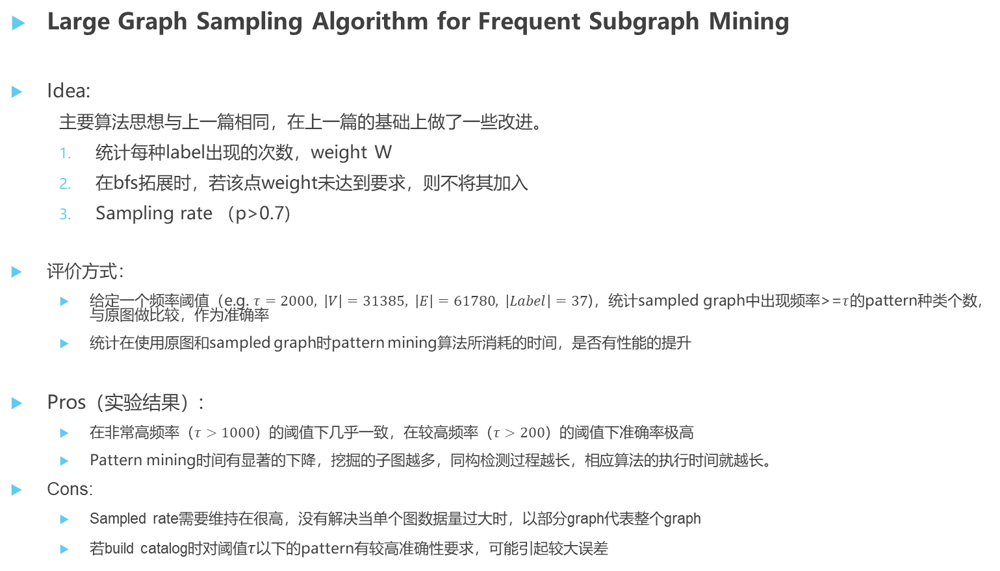 Large Graph Sampling Algorithm for Frequent Subgraph Mining
Idea:
主要算法思想与上一篇相同，在上一篇的基础上做了一些改进。
1. 统计每种label出现的次数，weight W
2. 在bfs拓展时，若该点weight未达到要求，则不将其加入
3. Sampling rate （p>0.7）
评价方式：
给定一个频率阈值（e.g. τ = 2000, |V| = 31385, |E| = 61780, |Label| = 37)，统计sampled graph中出现频率>=τ的pattern种类个数，
与原图做比较，作为准确率
统计在使用原图和sampled graph时pattern mining算法所消耗的时间，是否有性能的提升
Pros（实验结果）：
在非常高频率（τ > 1000）的阈值下几乎一致，在较高频率（τ > 200）的阈值下准确率极高
Pattern mining时间有显著的下降，挖掘的子图越多，同构检测过程越长，相应算法的执行时间就越长。
Cons:
Sampled rate需要维持在很高，没有解决当单个图数据量过大时，以部分graph代表整个graph
若build catalog时对阈值τ以下的pattern有较高准确性要求，可能引起较大误差